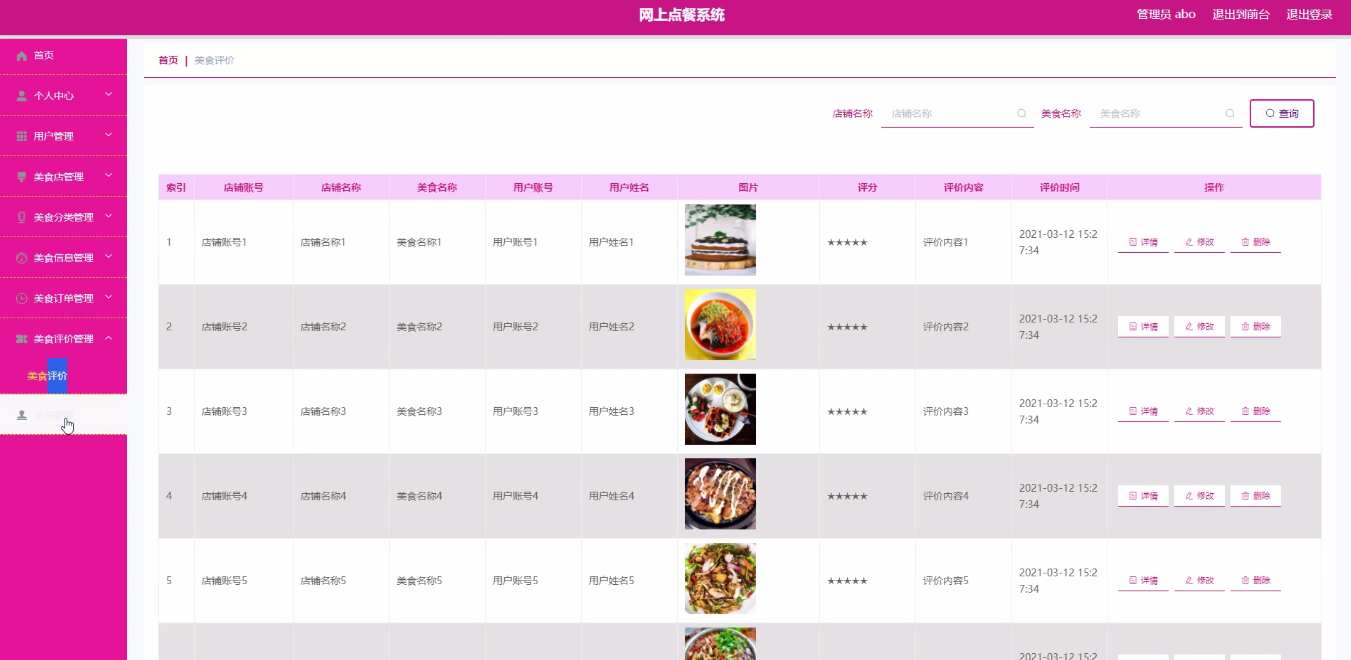 网上点餐系统
管理员 abo 退出到前台 退出登录
首页
个人中心
用户管理
美食店管理
美食分类管理
美食信息管理
美食订单管理
美食评价管理
美食评价
首页 | 美食评价
店铺名称 店铺名称 美食名称 美食名称 查询
索引 店铺账号 店铺名称 美食名称 用户账号 用户姓名 图片 评分 评价内容 评价时间 操作
1 店铺账号1 店铺名称1 美食名称1 用户账号1 用户姓名1 ★★★★★ 评价内容1 2021-03-12 15:2
7:34 详情 修改 删除
2 店铺账号2 店铺名称2 美食名称2 用户账号2 用户姓名2 ★★★★★ 评价内容2 2021-03-12 15:2
7:34 详情 修改 删除
3 店铺账号3 店铺名称3 美食名称3 用户账号3 用户姓名3 ★★★★★ 评价内容3 2021-03-12 15:2
7:34 详情 修改 删除
4 店铺账号4 店铺名称4 美食名称4 用户账号4 用户姓名4 ★★★★★ 评价内容4 2021-03-12 15:2
7:34 详情 修改 删除
5 店铺账号5 店铺名称5 美食名称5 用户账号5 用户姓名5 ★★★★★ 评价内容5 2021-03-12 15:2
7:34 详情 修改 删除
2021-03-12 15:2